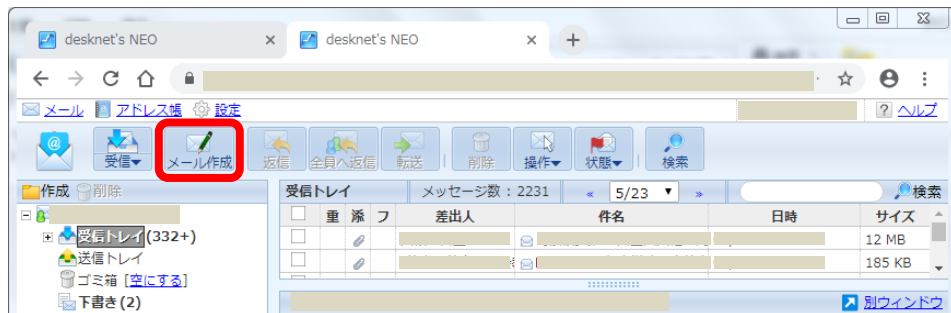 desknet's NEO desknet's NEO
メール アドレス帳 設定 ? ヘルプ
受信▼ メール作成 返信 全員へ返信 転送 削除 操作▼ 状態▼ 検索
作成 削除 受信トレイ メッセージ数：2231 « 5/23 ▼ » 検索
重 添 フ 差出人 件名 日時 サイズ
受信トレイ (332+) 12 MB
送信トレイ 185 KB
ゴミ箱 [空にする]
下書き (2) 別ウィンドウ